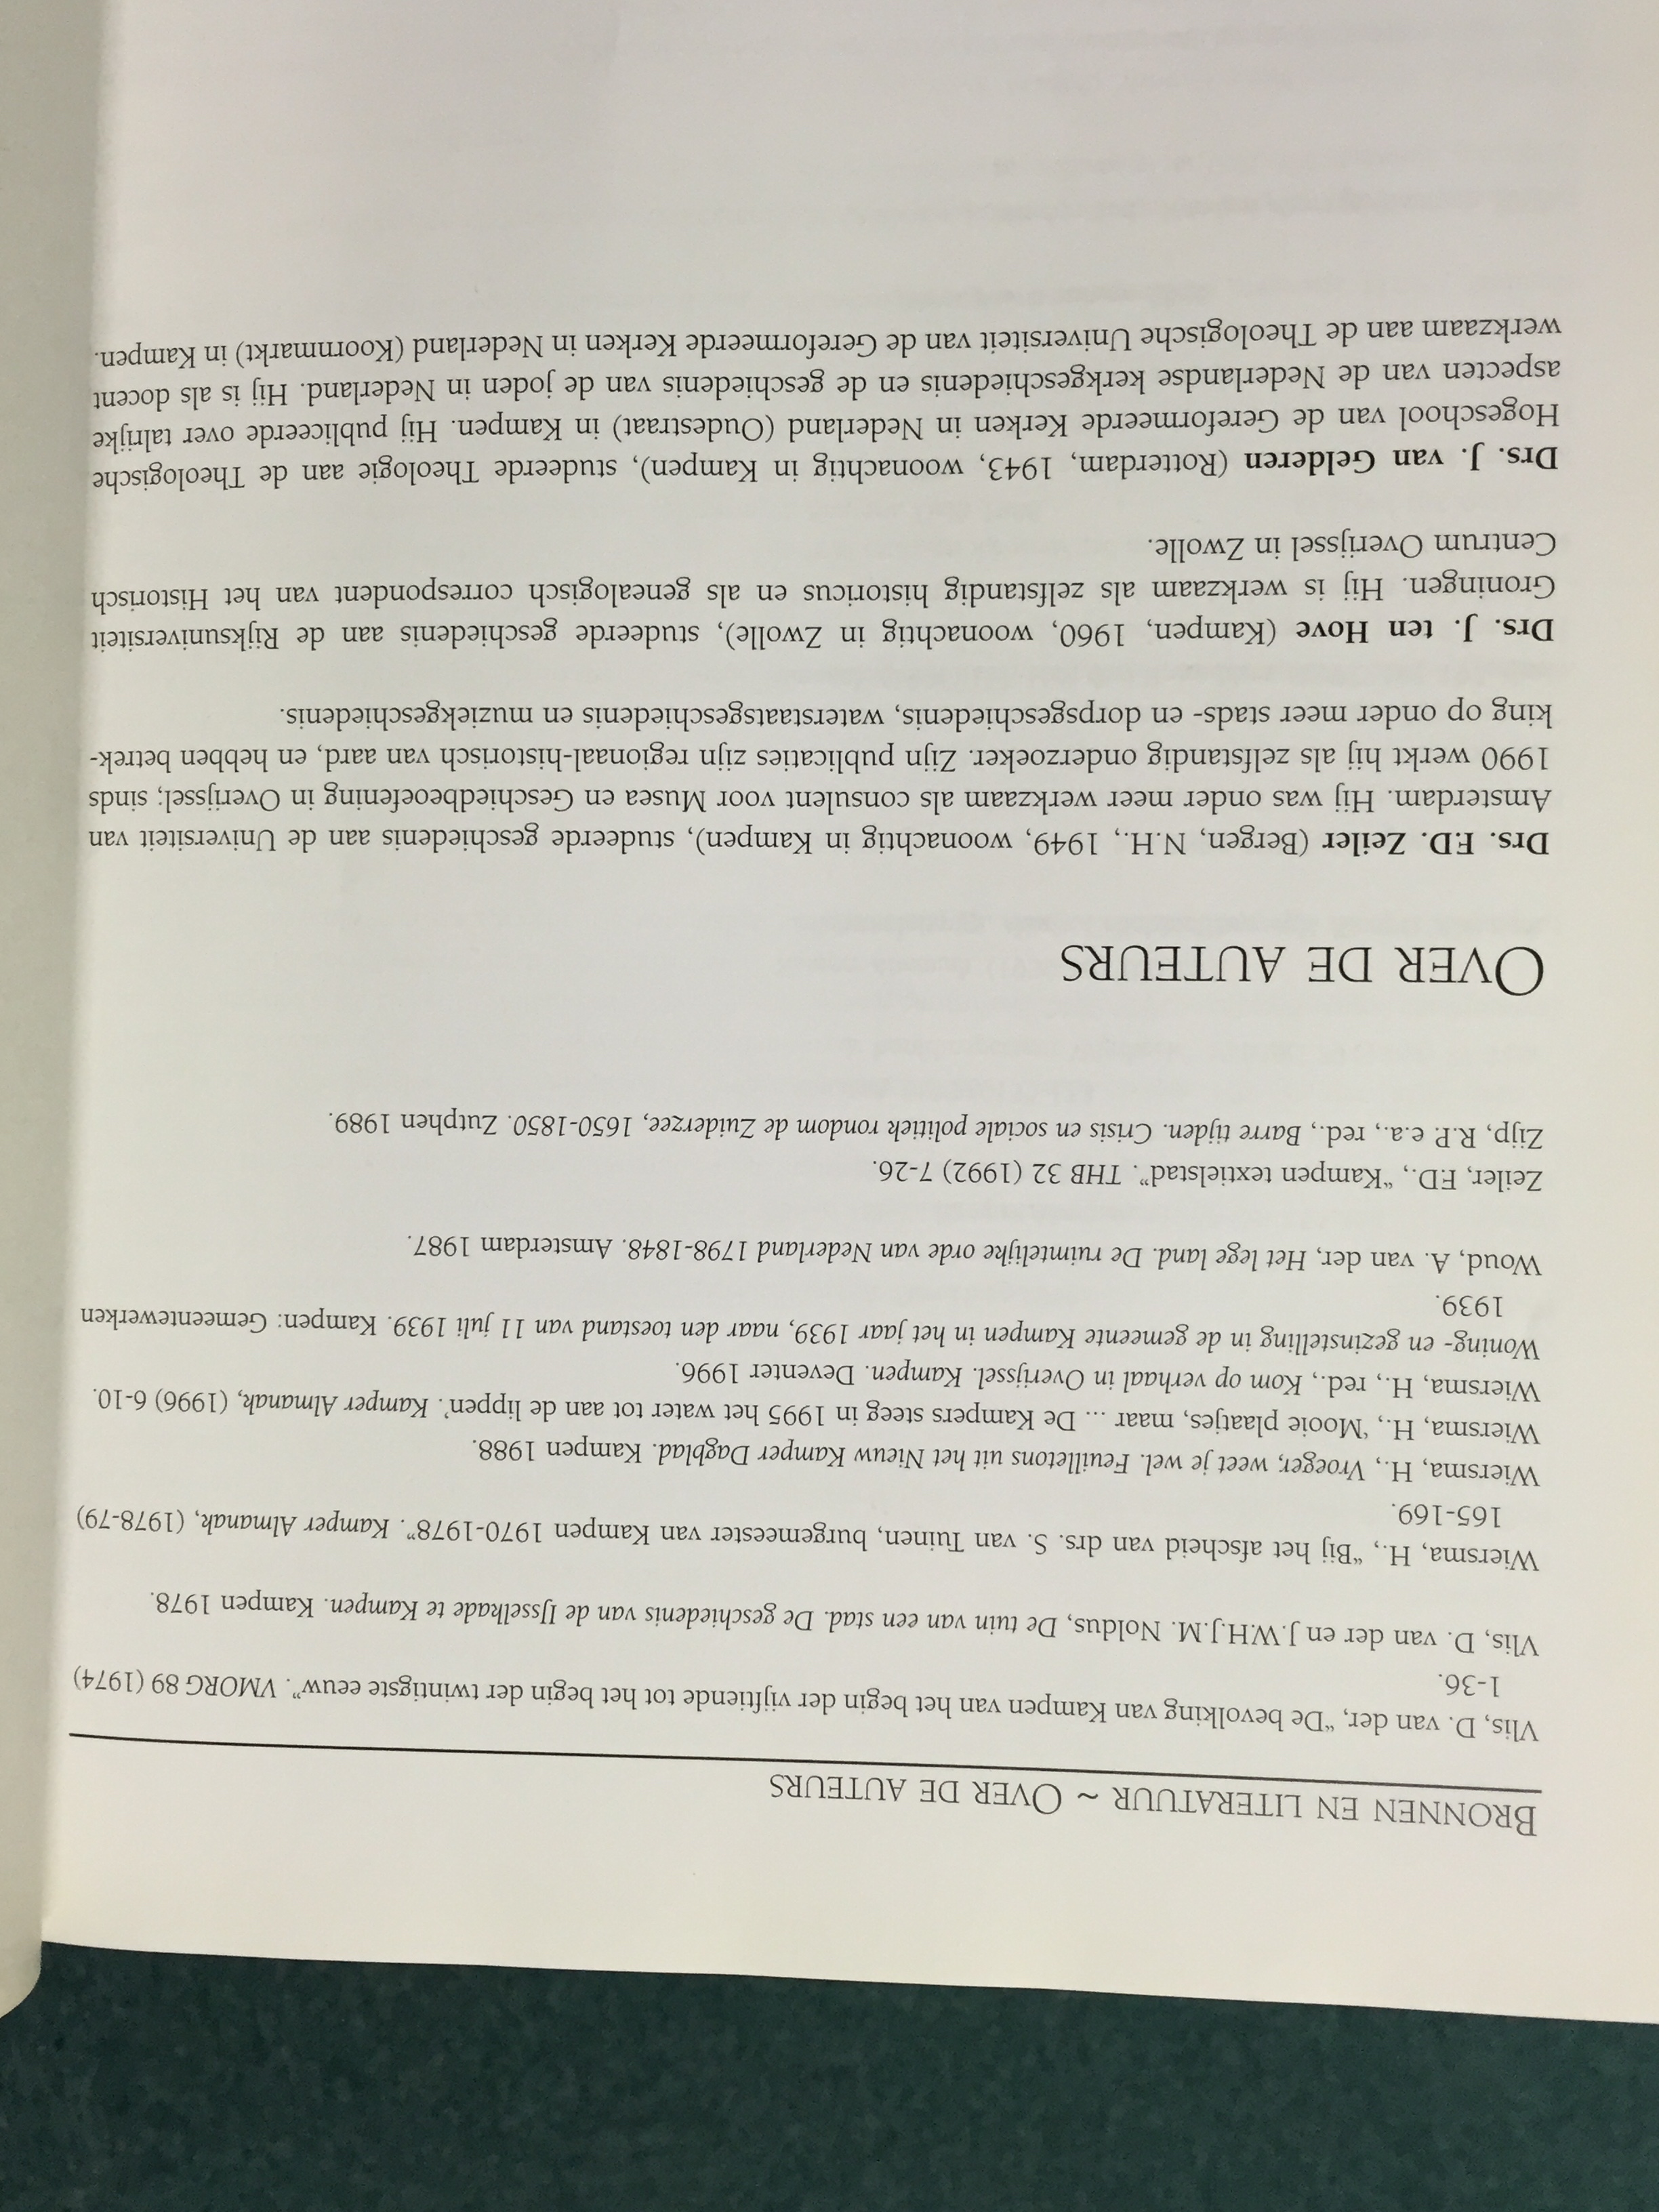 BRONNEN EN LITERATUUR ~ OVER DE AUTEURS
Vlis, D. van der, "De bevolking van Kampen van het begin der vijftiende tot het begin der twintigste eeuw". VMORG 89 (1974)
1-36.
Vlis, D. van der en J.W.H.J.M. Noldus, De tuin van een stad. De geschiedenis van de IJsselkade te Kampen. Kampen 1978.
Wiersma, H., "Bij het afscheid van drs. S. van Tuinen, burgemeester van Kampen 1970-1978". Kamper Almanak, (1978-79)
165-169.
Wiersma, H., Vroeger, weet je wel. Feuilletons uit het Nieuw Kamper Dagblad. Kampen 1988.
Wiersma, H., 'Mooie plaatjes, maar ... De Kampers steeg in 1995 het water tot aan de lippen'. Kamper Almanak, (1996) 6-10.
Wiersma, H., red., Kom op verhaal in Overijssel. Kampen. Deventer 1996.
Woning- en gezinstelling in de gemeente Kampen in het jaar 1939, naar den toestand van 11 juli 1939. Kampen: Gemeentewerken
1939.
Woud, A. van der, Het lege land. De ruimtelijke orde van Nederland 1798-1848. Amsterdam 1987.
Zeiler, F.D., "Kampen textielstad". THB 32 (1992) 7-26.
Zijp, R.P. e.a., red., Barre tijden. Crisis en sociale politiek rondom de Zuiderzee, 1650-1850. Zutphen 1989.
OVER DE AUTEURS
Drs. F.D. Zeiler (Bergen, N.H., 1949, woonachtig in Kampen), studeerde geschiedenis aan de Universiteit van
Amsterdam. Hij was onder meer werkzaam als consulent voor Musea en Geschiedbeoefening in Overijssel; sinds
1990 werkt hij als zelfstandig onderzoeker. Zijn publicaties zijn regionaal-historisch van aard, en hebben betrek-
king op onder meer stads- en dorpsgeschiedenis, waterstaatsgeschiedenis en muziekgeschiedenis.
Drs. J. ten Hove (Kampen, 1960, woonachtig in Zwolle), studeerde geschiedenis aan de Rijksuniversiteit
Groningen. Hij is werkzaam als zelfstandig historicus en als genealogisch correspondent van het Historisch
Centrum Overijssel in Zwolle.
Drs. J. van Gelderen (Rotterdam, 1943, woonachtig in Kampen), studeerde Theologie aan de Theologische
Hogeschool van de Gereformeerde Kerken in Nederland (Oudestraat) in Kampen. Hij publiceerde over talrijke
aspecten van de Nederlandse kerkgeschiedenis en de geschiedenis van de joden in Nederland. Hij is als docent
werkzaam aan de Theologische Universiteit van de Gereformeerde Kerken in Nederland (Koornmarkt) in Kampen.